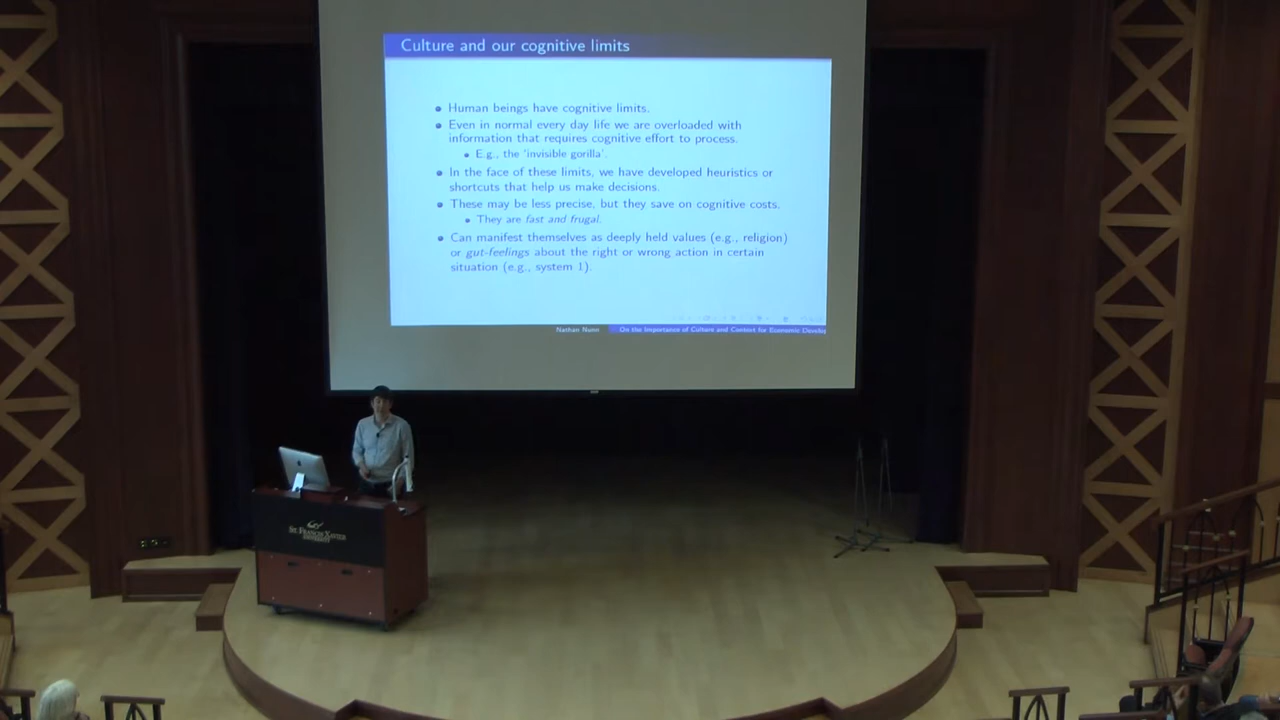 Culture and our cognitive limits
Human beings have cognitive limits.
Even in normal every day life we are overloaded with
information that requires cognitive effort to process.
E.g., the 'invisible gorilla'.
In the face of these limits, we have developed heuristics or
shortcuts that help us make decisions.
These may be less precise, but they save on cognitive costs.
They are fast and frugal.
Can manifest themselves as deeply held values (e.g., religion)
or gut-feelings about the right or wrong action in certain
situation (e.g., system 1).
Nathan Nunn On the Importance of Culture and Context for Economic Develop
St. Francis Xavier
University